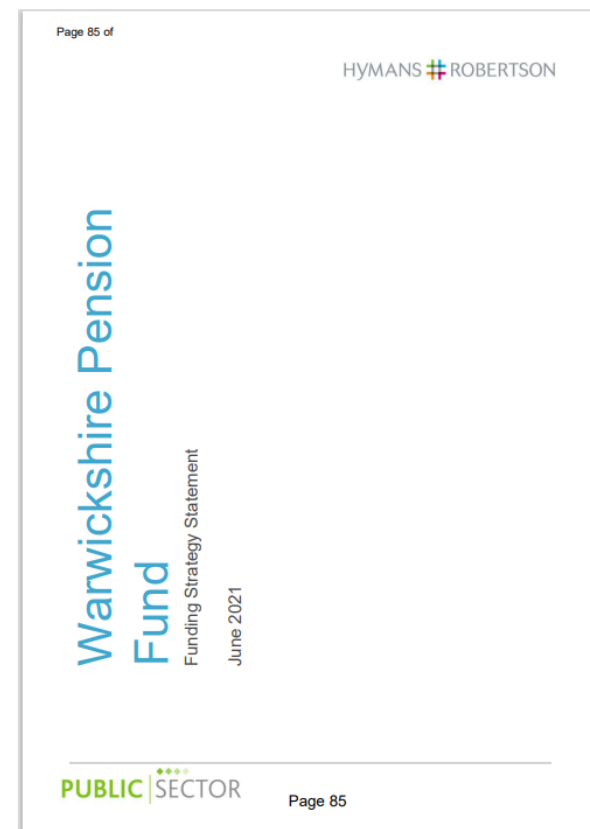 Page 85 of
HYMANS ROBERTSON
Warwickshire Pension
Fund
Funding Strategy Statement
June 2021
PUBLIC SECTOR
Page 85